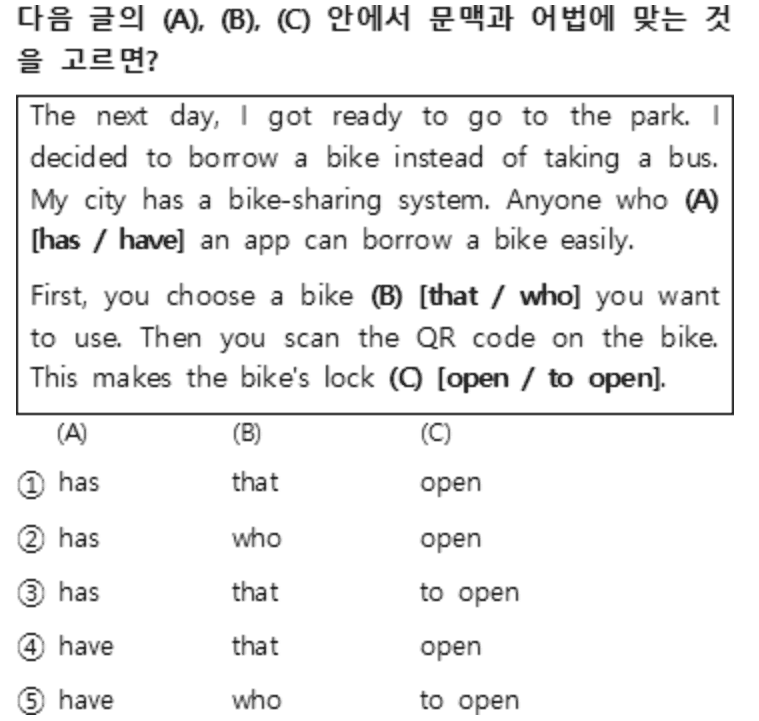 다음 글의 (A), (B), (C) 안에서 문맥과 어법에 맞는 것
을 고르면?
The next day, I got ready to go to the park. I
decided to borrow a bike instead of taking a bus.
My city has a bike-sharing system. Anyone who (A)
[has / have] an app can borrow a bike easily.
First, you choose a bike (B) [that / who] you want
to use. Then you scan the QR code on the bike.
This makes the bike's lock (C) [open / to open].
(A) (B) (C)
① has that open
② has who open
③ has that to open
④ have that open
⑤ have who to open